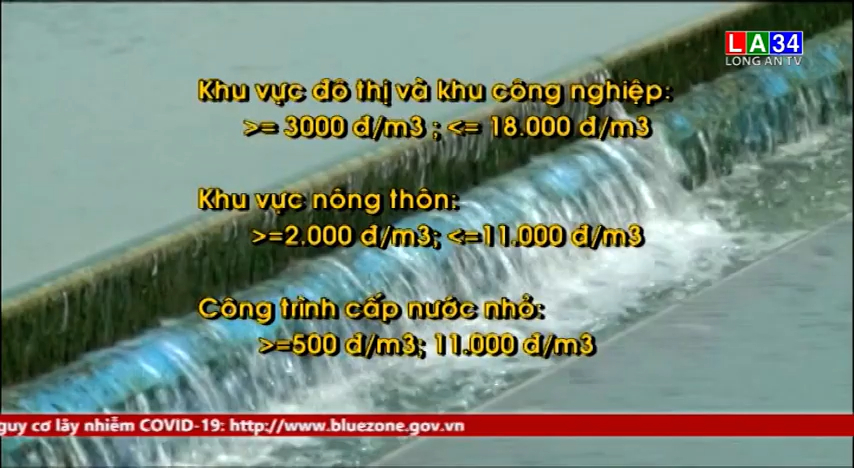 LA34
LONG AN TV
Khu vực đô thị và khu công nghiệp:
>= 3000 đ/m3 ; <= 18.000 đ/m3
Khu vực nông thôn:
>=2.000 đ/m3; <=11.000 đ/m3
Công trình cấp nước nhỏ:
>=500 đ/m3; 11.000 đ/m3
guy cơ lây nhiễm COVID-19: http://www.bluezone.gov.vn